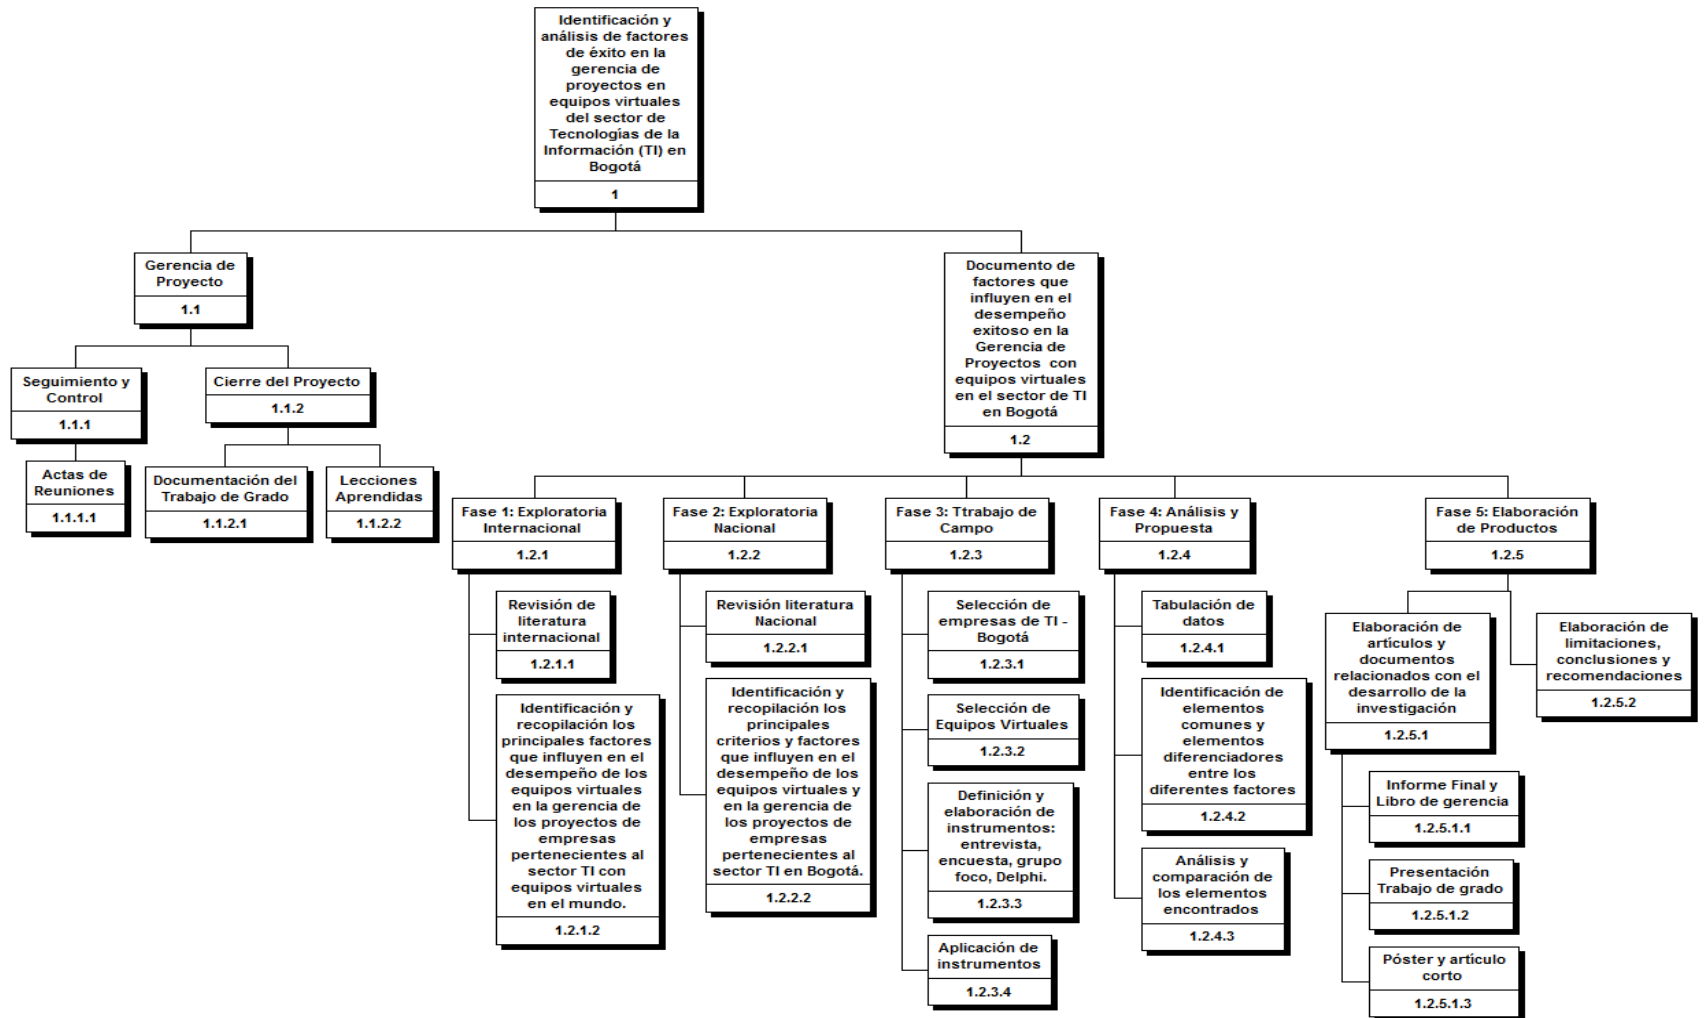 Identificación y
análisis de factores
de éxito en la
gerencia de
proyectos en
equipos virtuales
del sector de
Tecnologías de la
Información (TI) en
Bogotá
1
Gerencia de
Proyecto
1.1
Seguimiento y
Control
1.1.1
Actas de
Reuniones
1.1.1.1
Cierre del Proyecto
1.1.2
Documentación del
Trabajo de Grado
1.1.2.1
Lecciones
Aprendidas
1.1.2.2
Documento de
factores que
influyen en el
desempeño
exitoso en la
Gerencia de
Proyectos con
equipos virtuales
en el sector de TI
en Bogotá
1.2
Fase 1: Exploratoria
Internacional
1.2.1
Revisión de
literatura
internacional
1.2.1.1
Identificación y
recopilación los
principales factores
que influyen en el
desempeño de los
equipos virtuales
en la gerencia de
los proyectos de
empresas
pertenecientes al
sector TI con
equipos virtuales
en el mundo.
1.2.1.2
Fase 2: Exploratoria
Nacional
1.2.2
Revisión literatura
Nacional
1.2.2.1
Identificación y
recopilación los
principales
criterios y factores
que influyen en el
desempeño de los
equipos virtuales y
en la gerencia de
los proyectos de
empresas
pertenecientes al
sector TI en Bogotá.
1.2.2.2
Fase 3: Ttrabajo de
Campo
1.2.3
Selección de
empresas de TI -
Bogotá
1.2.3.1
Selección de
Equipos Virtuales
1.2.3.2
Definición y
elaboración de
instrumentos:
entrevista,
encuesta, grupo
foco, Delphi.
1.2.3.3
Aplicación de
instrumentos
1.2.3.4
Fase 4: Análisis y
Propuesta
1.2.4
Tabulación de
datos
1.2.4.1
Identificación de
elementos
comunes y
elementos
diferenciadores
entre los
diferentes factores
1.2.4.2
Análisis y
comparación de
los elementos
encontrados
1.2.4.3
Fase 5: Elaboración
de Productos
1.2.5
Elaboración de
artículos y
documentos
relacionados con el
desarrollo de la
investigación
1.2.5.1
Informe Final y
Libro de gerencia
1.2.5.1.1
Presentación
Trabajo de grado
1.2.5.1.2
Póster y artículo
corto
1.2.5.1.3
Elaboración de
limitaciones,
conclusiones y
recomendaciones
1.2.5.2